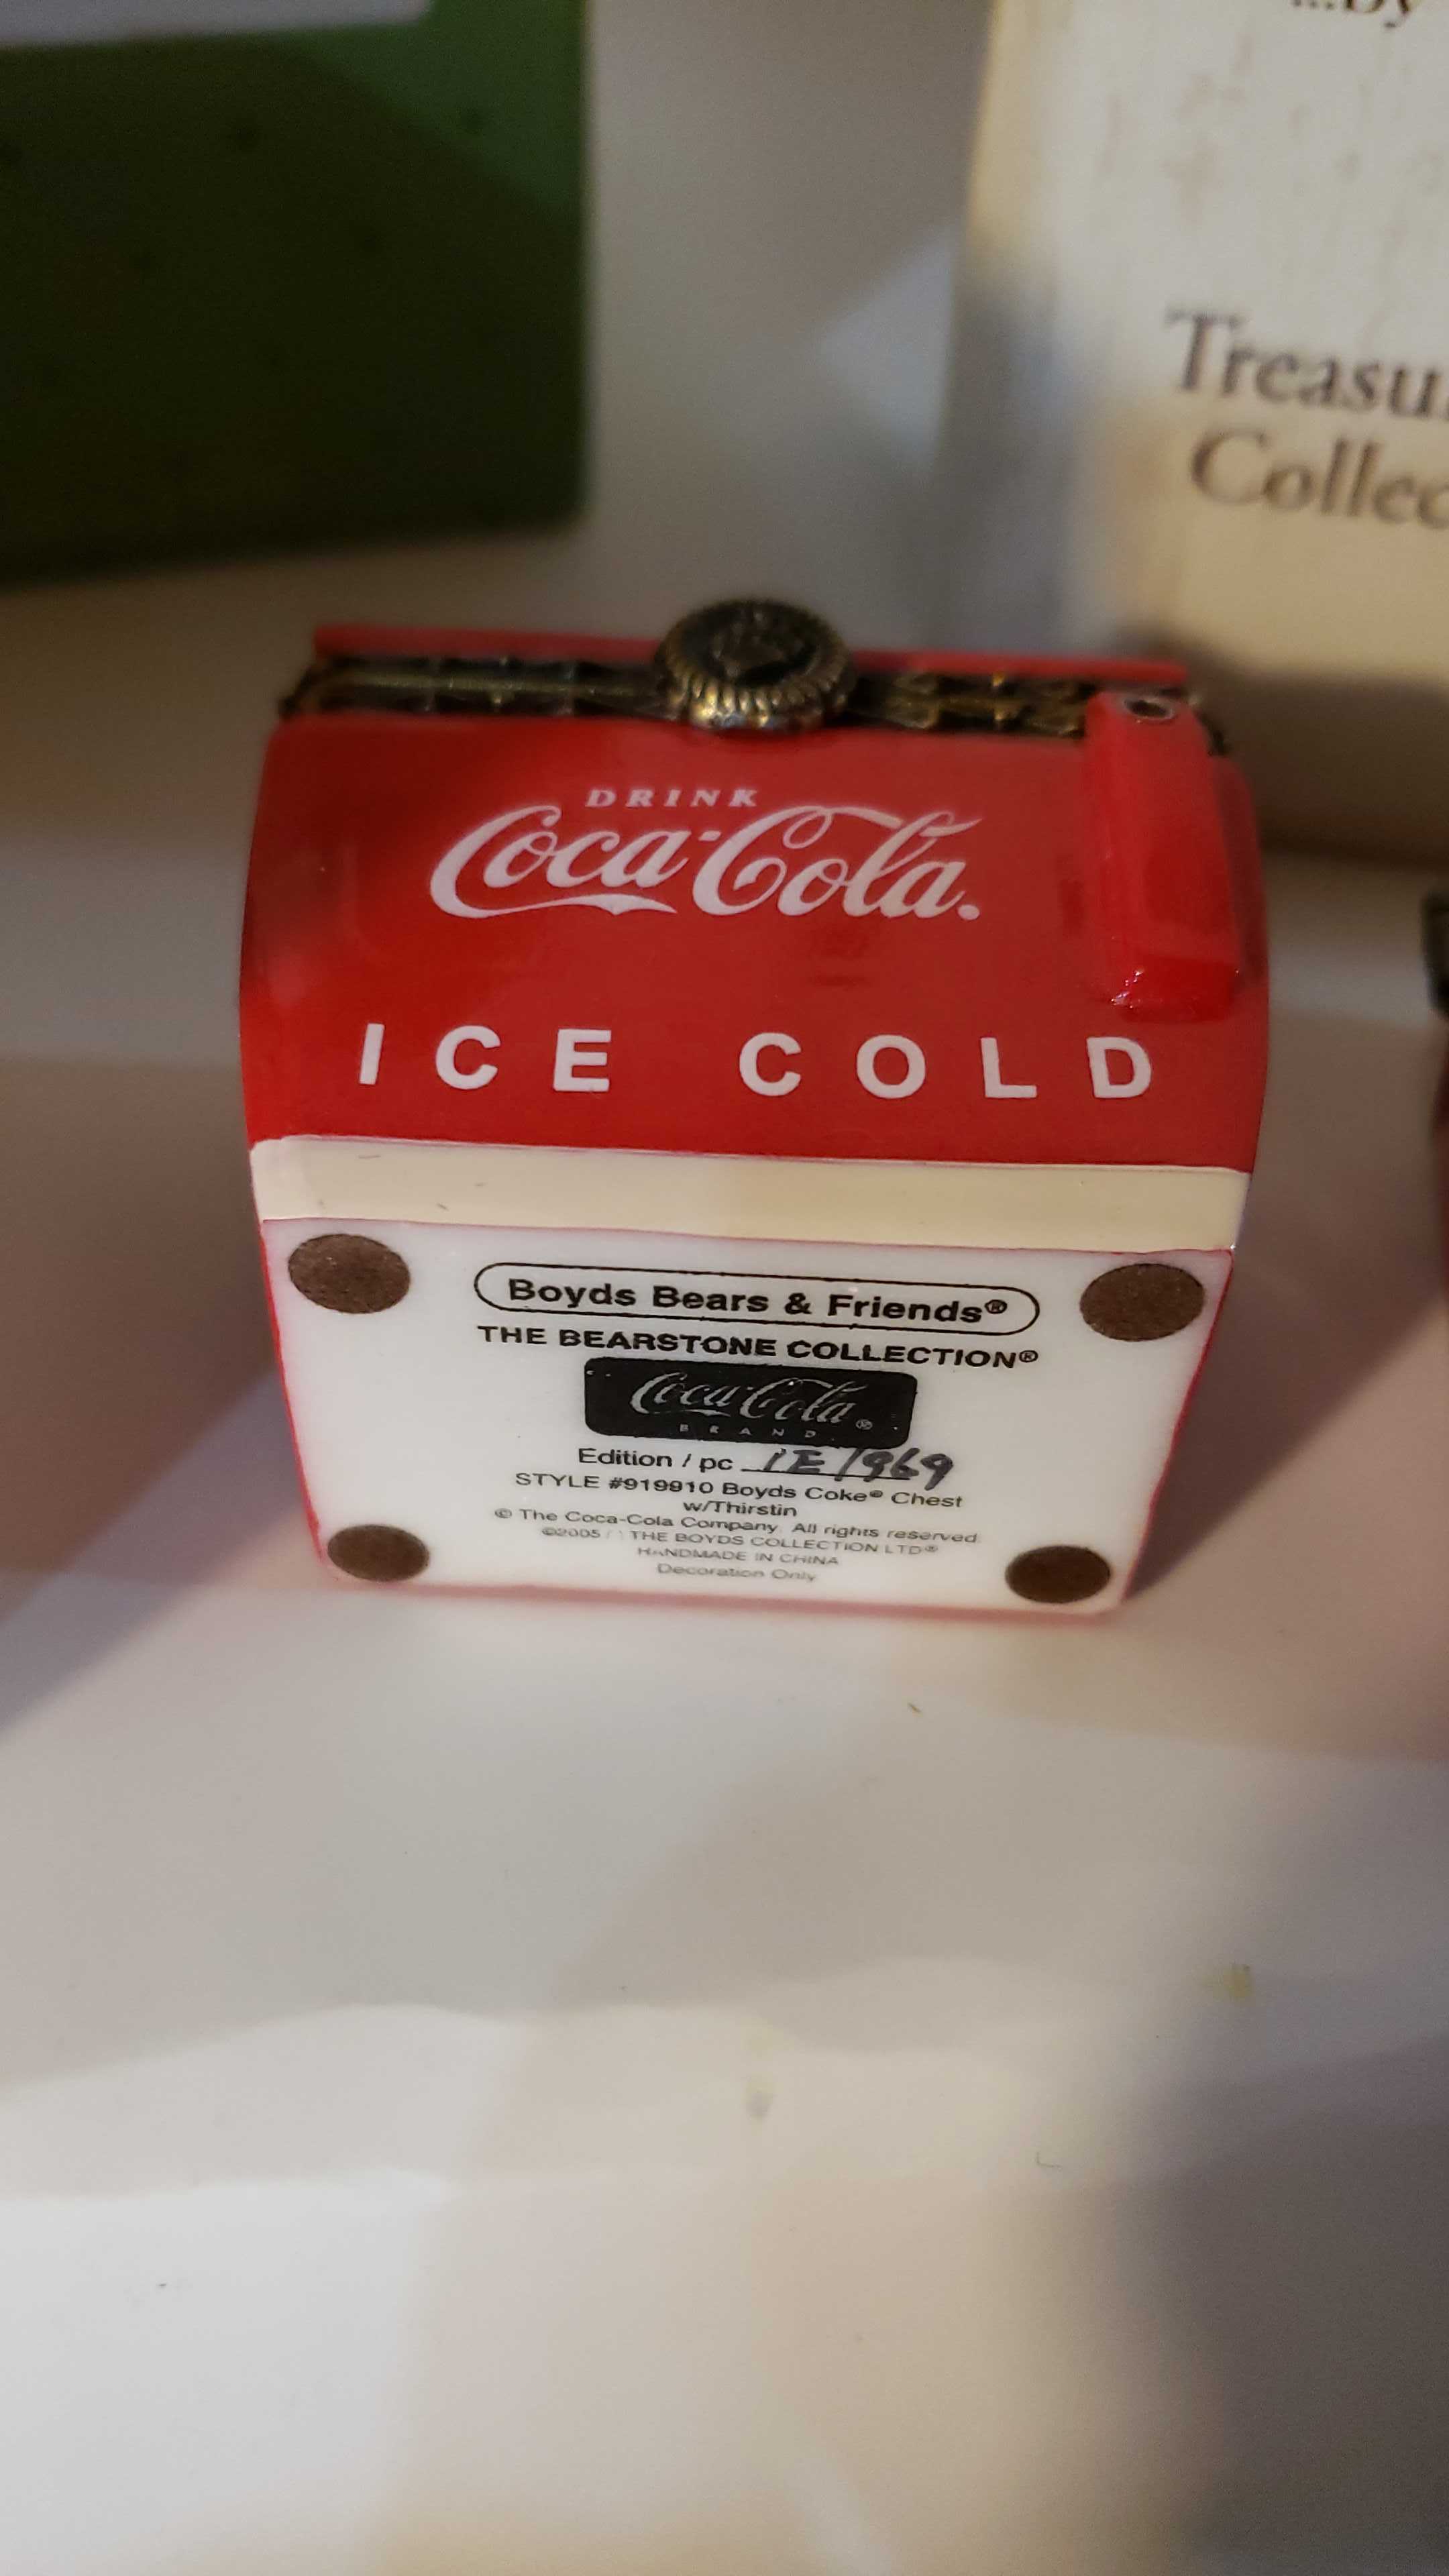 ...by
DRINK
Coca-Cola.
ICE COLD
Boyds Bears & Friends®
THE BEARSTONE COLLECTION®
Coca-Cola®
BRAND
Edition / pc 1E/969
STYLE #919910 Boyds Coke® Chest
w/Thirstin
© The Coca-Cola Company. All rights reserved.
©2005 THE BOYDS COLLECTION LTD®
HANDMADE IN CHINA
Decoration Only